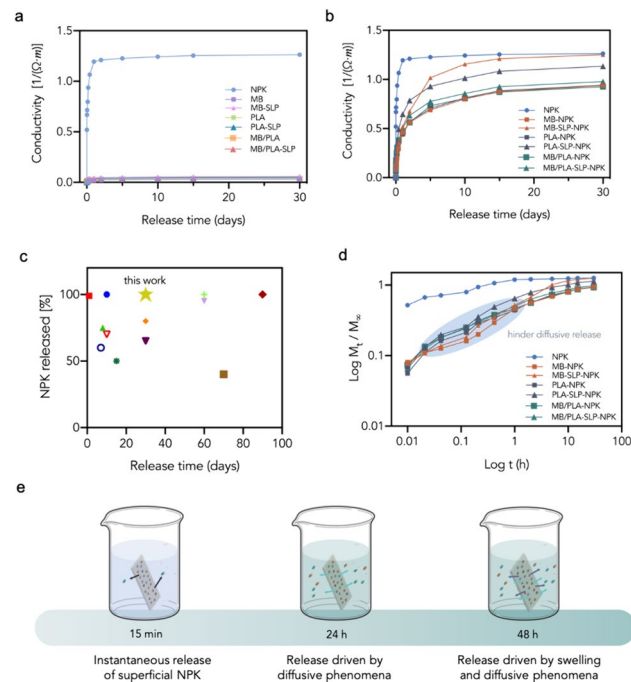 a
Conductivity [1/(Ω·m)]
1.5
1.0
0.5
0.0
0
10
20
30
Release time (days)
NPK
MB
MB-SLP
PLA
PLA-SLP
MB/PLA
MB/PLA-SLP
b
Conductivity [1/(Ω·m)]
1.5
1.0
0.5
0.0
0
10
20
30
Release time (days)
NPK
MB-NPK
MB-SLP-NPK
PLA-NPK
PLA-SLP-NPK
MB/PLA-NPK
MB/PLA-SLP-NPK
c
NPK released [%]
100
50
0
0
20
40
60
80
100
Release time (days)
this work
d
Log Mt / M∞
1
0.1
0.01
0.01
0.1
1
10
100
Log t (h)
hinder diffusive release
NPK
MB-NPK
MB-SLP-NPK
PLA-NPK
PLA-SLP-NPK
MB/PLA-NPK
MB/PLA-SLP-NPK
e
15 min
24 h
48 h
Instantaneous release
of superficial NPK
Release driven by
diffusive phenomena
Release driven by swelling
and diffusive phenomena